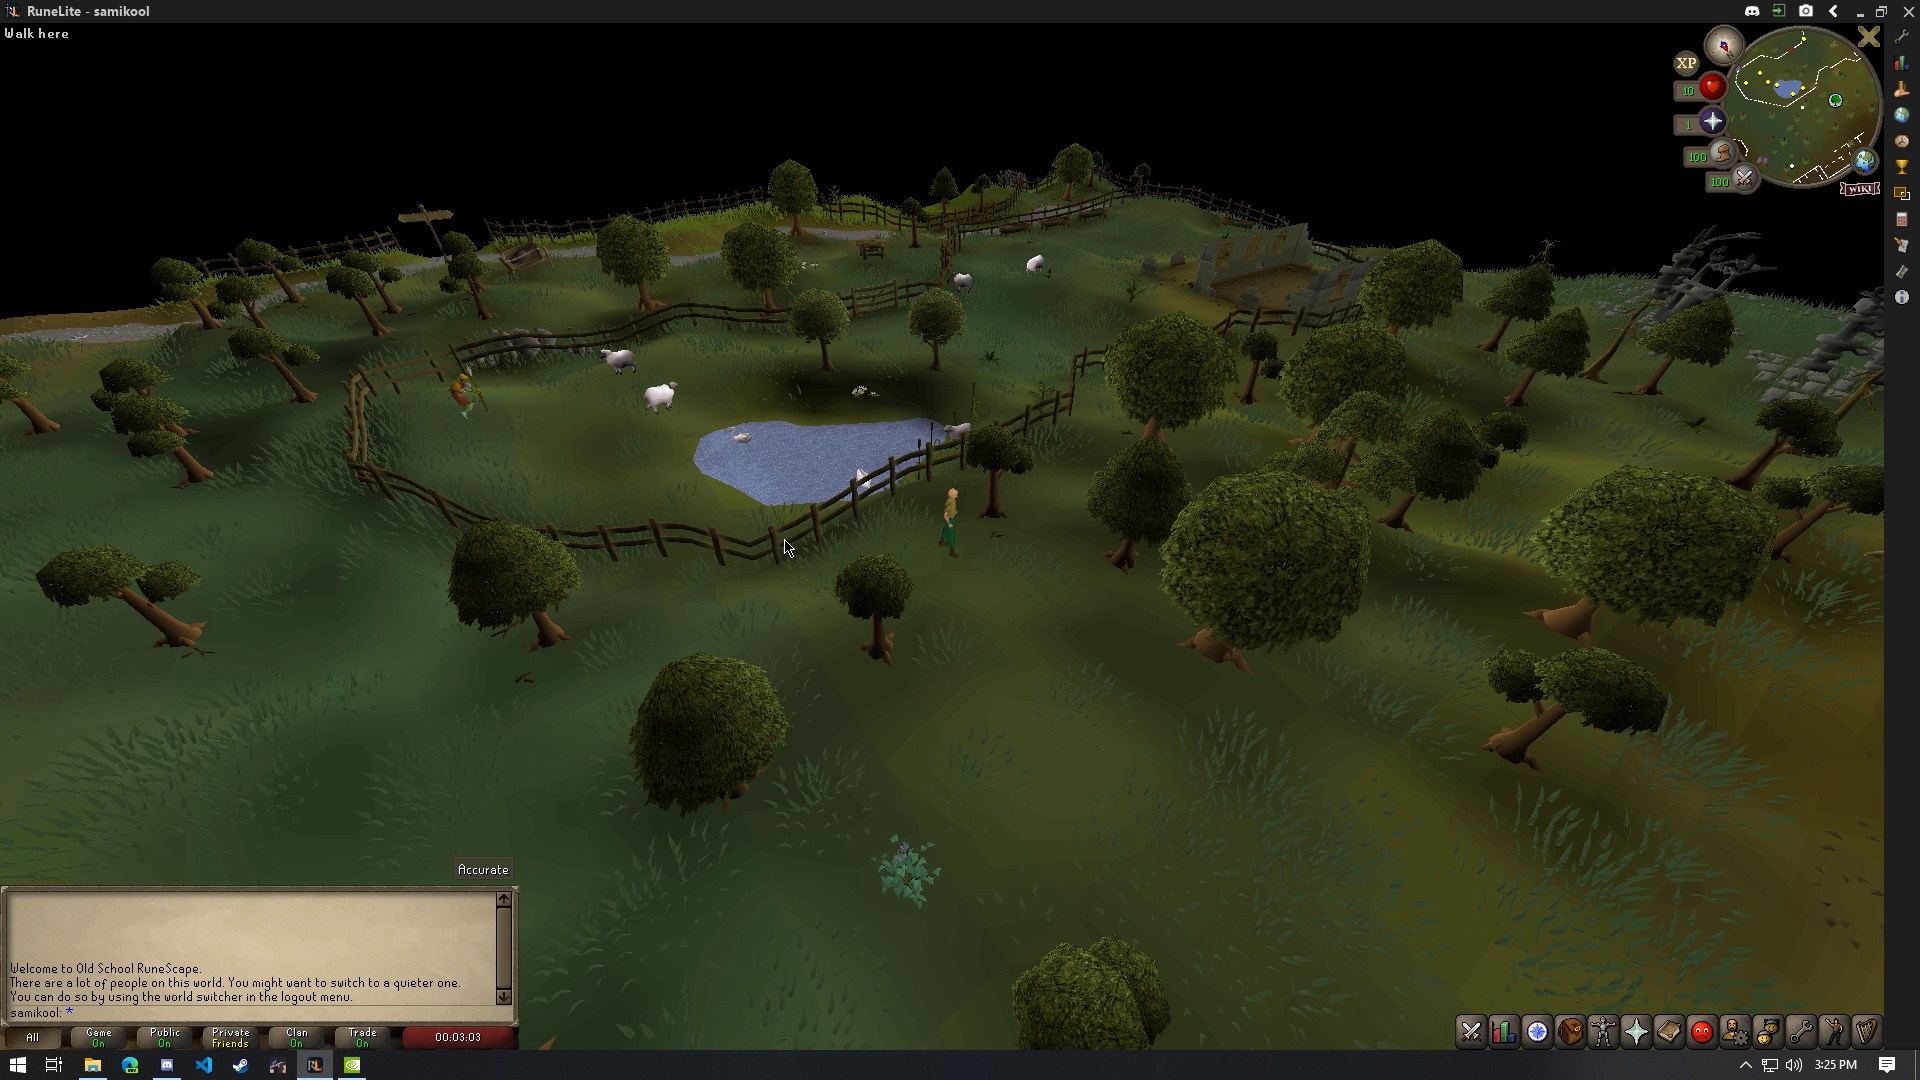 RuneLite - samikool
Walk here
XP
10
1
100
100
WIKI
Accurate
Welcome to Old School RuneScape.
There are a lot of people on this world. You might want to switch to a quieter one.
You can do so by using the world switcher in the logout menu.
samikool: *
All
Game
On
Public
On
Private
Friends
Clan
On
Trade
On
00:03:03
3:25 PM